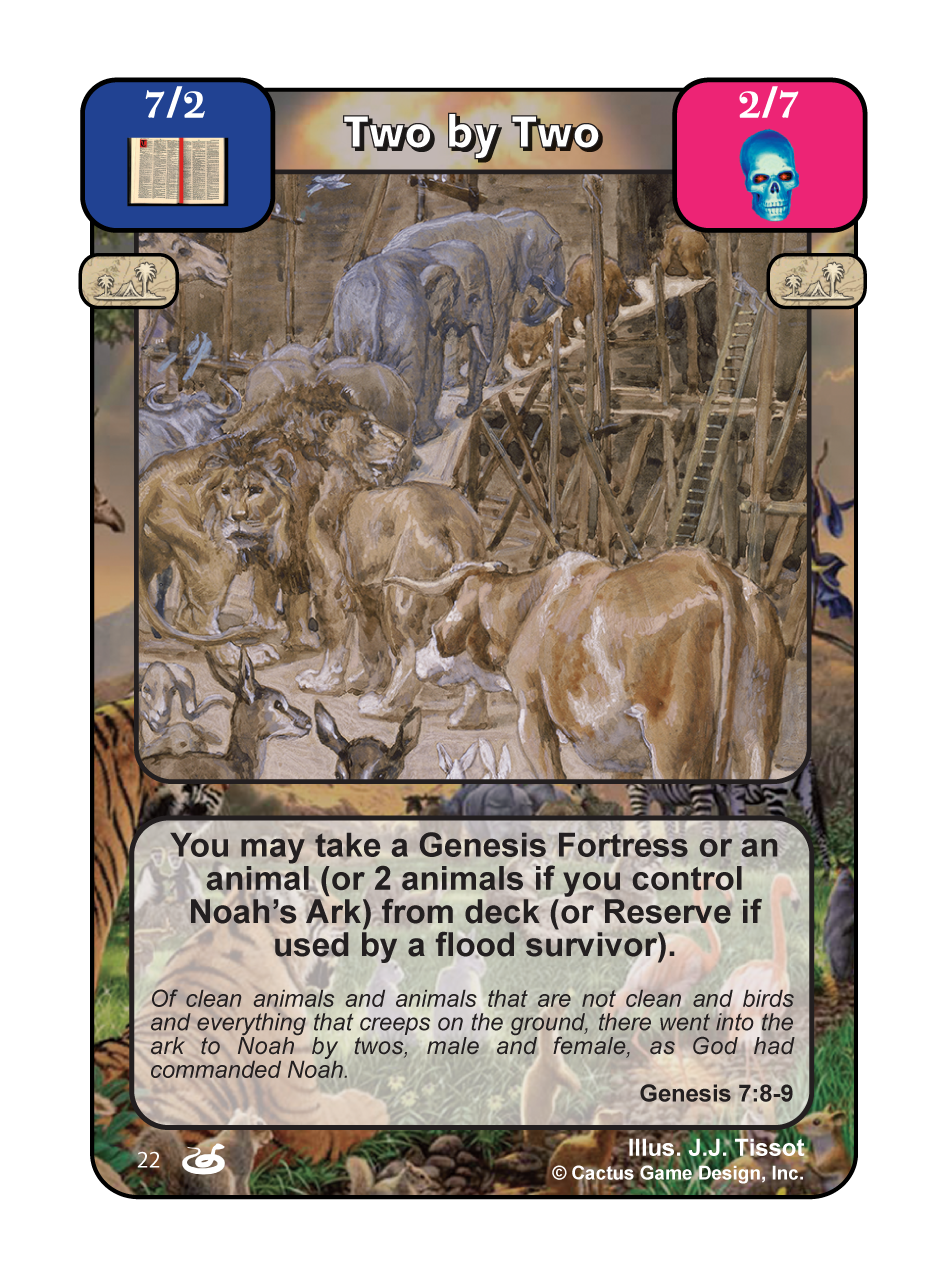 7/2
Two by Two
2/7
You may take a Genesis Fortress or an
animal (or 2 animals if you control
Noah’s Ark) from deck (or Reserve if
used by a flood survivor).
Of clean animals and animals that are not clean and birds
and everything that creeps on the ground, there went into the
ark to Noah by twos, male and female, as God had
commanded Noah.
Genesis 7:8-9
22
Illus. J.J. Tissot
© Cactus Game Design, Inc.